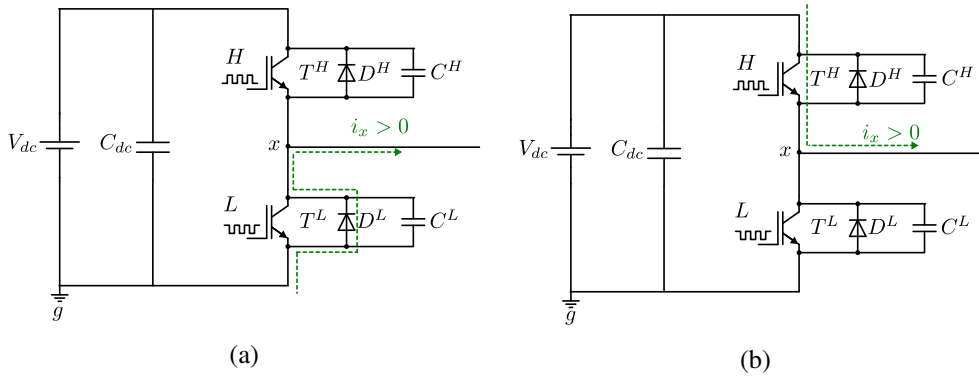 H
T^H D^H C^H
i_x > 0
V_dc C_dc x
L
T^L D^L C^L
g
(a)
H
T^H D^H C^H
i_x > 0
V_dc C_dc x
L
T^L D^L C^L
g
(b)